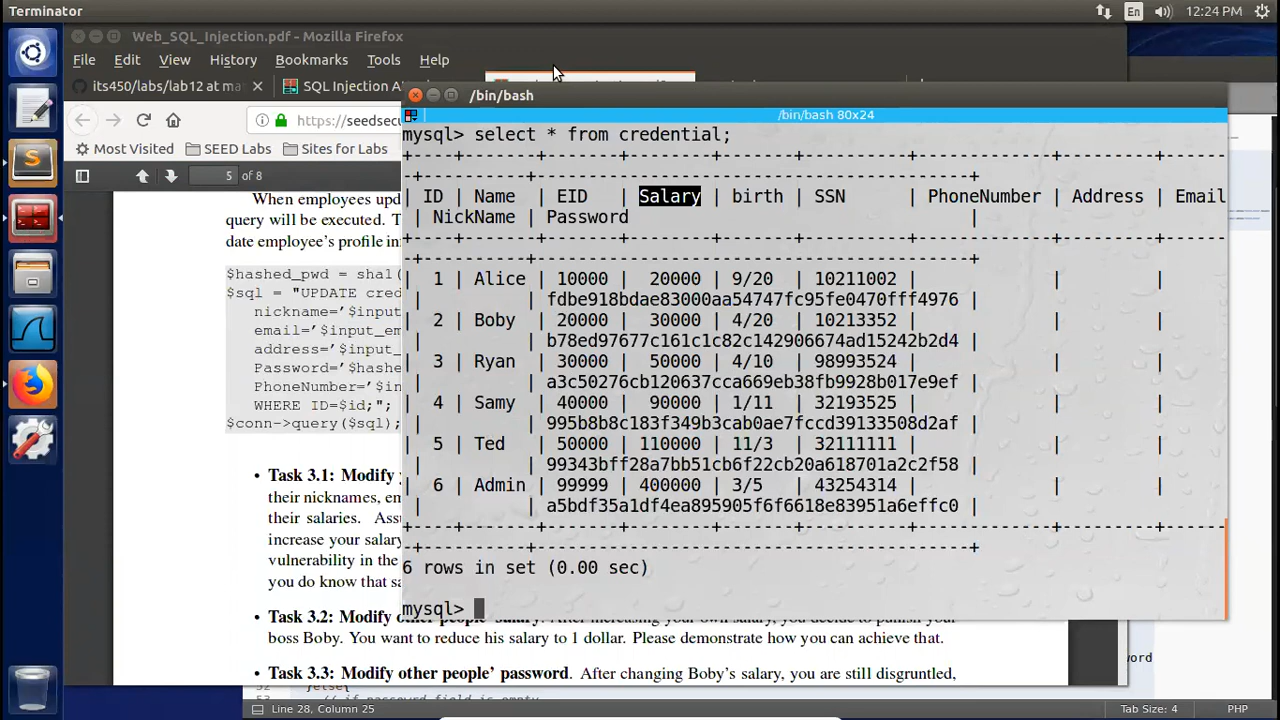 Terminator
En
12:24 PM
Web_SQL_Injection.pdf - Mozilla Firefox
File Edit View History Bookmarks Tools Help
its450/labs/lab12 at ma
SQL Injection A
https://seedsec
Most Visited SEED Labs Sites for Labs
5 of 8
When employees upd
query will be executed. T
date employee's profile in
$hashed_pwd = sha1(
$sql = "UPDATE cred
nickname='$input
email='$input_em
address='$input_
Password='$hashe
PhoneNumber='$in
WHERE ID=$id;";
$conn->query($sql);
• Task 3.1: Modify y
their nicknames, em
their salaries. Ass
increase your salary
vulnerability in the
you do know that sa
• Task 3.2: Modify other people' salary. After increasing your own salary, you decide to punish your
boss Boby. You want to reduce his salary to 1 dollar. Please demonstrate how you can achieve that.
• Task 3.3: Modify other people' password. After changing Boby's salary, you are still disgruntled,
/bin/bash
/bin/bash 80x24
mysql> select * from credential;
+----+-------+-------+--------+-------+----------+-------------+---------+------
-+----------+------------------------------------------+
| ID | Name | EID | Salary | birth | SSN | PhoneNumber | Address | Email
| NickName | Password |
+----+-------+-------+--------+-------+----------+-------------+---------+------
-+----------+------------------------------------------+
| 1 | Alice | 10000 | 20000 | 9/20 | 10211002 | | |
| | fdbe918bdae83000aa54747fc95fe0470fff4976 |
| 2 | Boby | 20000 | 30000 | 4/20 | 10213352 | | |
| | b78ed97677c161c1c82c142906674ad15242b2d4 |
| 3 | Ryan | 30000 | 50000 | 4/10 | 98993524 | | |
| | a3c50276cb120637cca669eb38fb9928b017e9ef |
| 4 | Samy | 40000 | 90000 | 1/11 | 32193525 | | |
| | 995b8b8c183f349b3cab0ae7fccd39133508d2af |
| 5 | Ted | 50000 | 110000 | 11/3 | 32111111 | | |
| | 99343bff28a7bb51cb6f22cb20a618701a2c2f58 |
| 6 | Admin | 99999 | 400000 | 3/5 | 43254314 | | |
| | a5bdf35a1df4ea895905f6f6618e83951a6effc0 |
+----+-------+-------+--------+-------+----------+-------------+---------+------
-+----------+------------------------------------------+
6 rows in set (0.00 sec)
mysql>
word
}else{
53 // if passowrd field is empty
Line 28, Column 25
Tab Size: 4
PHP